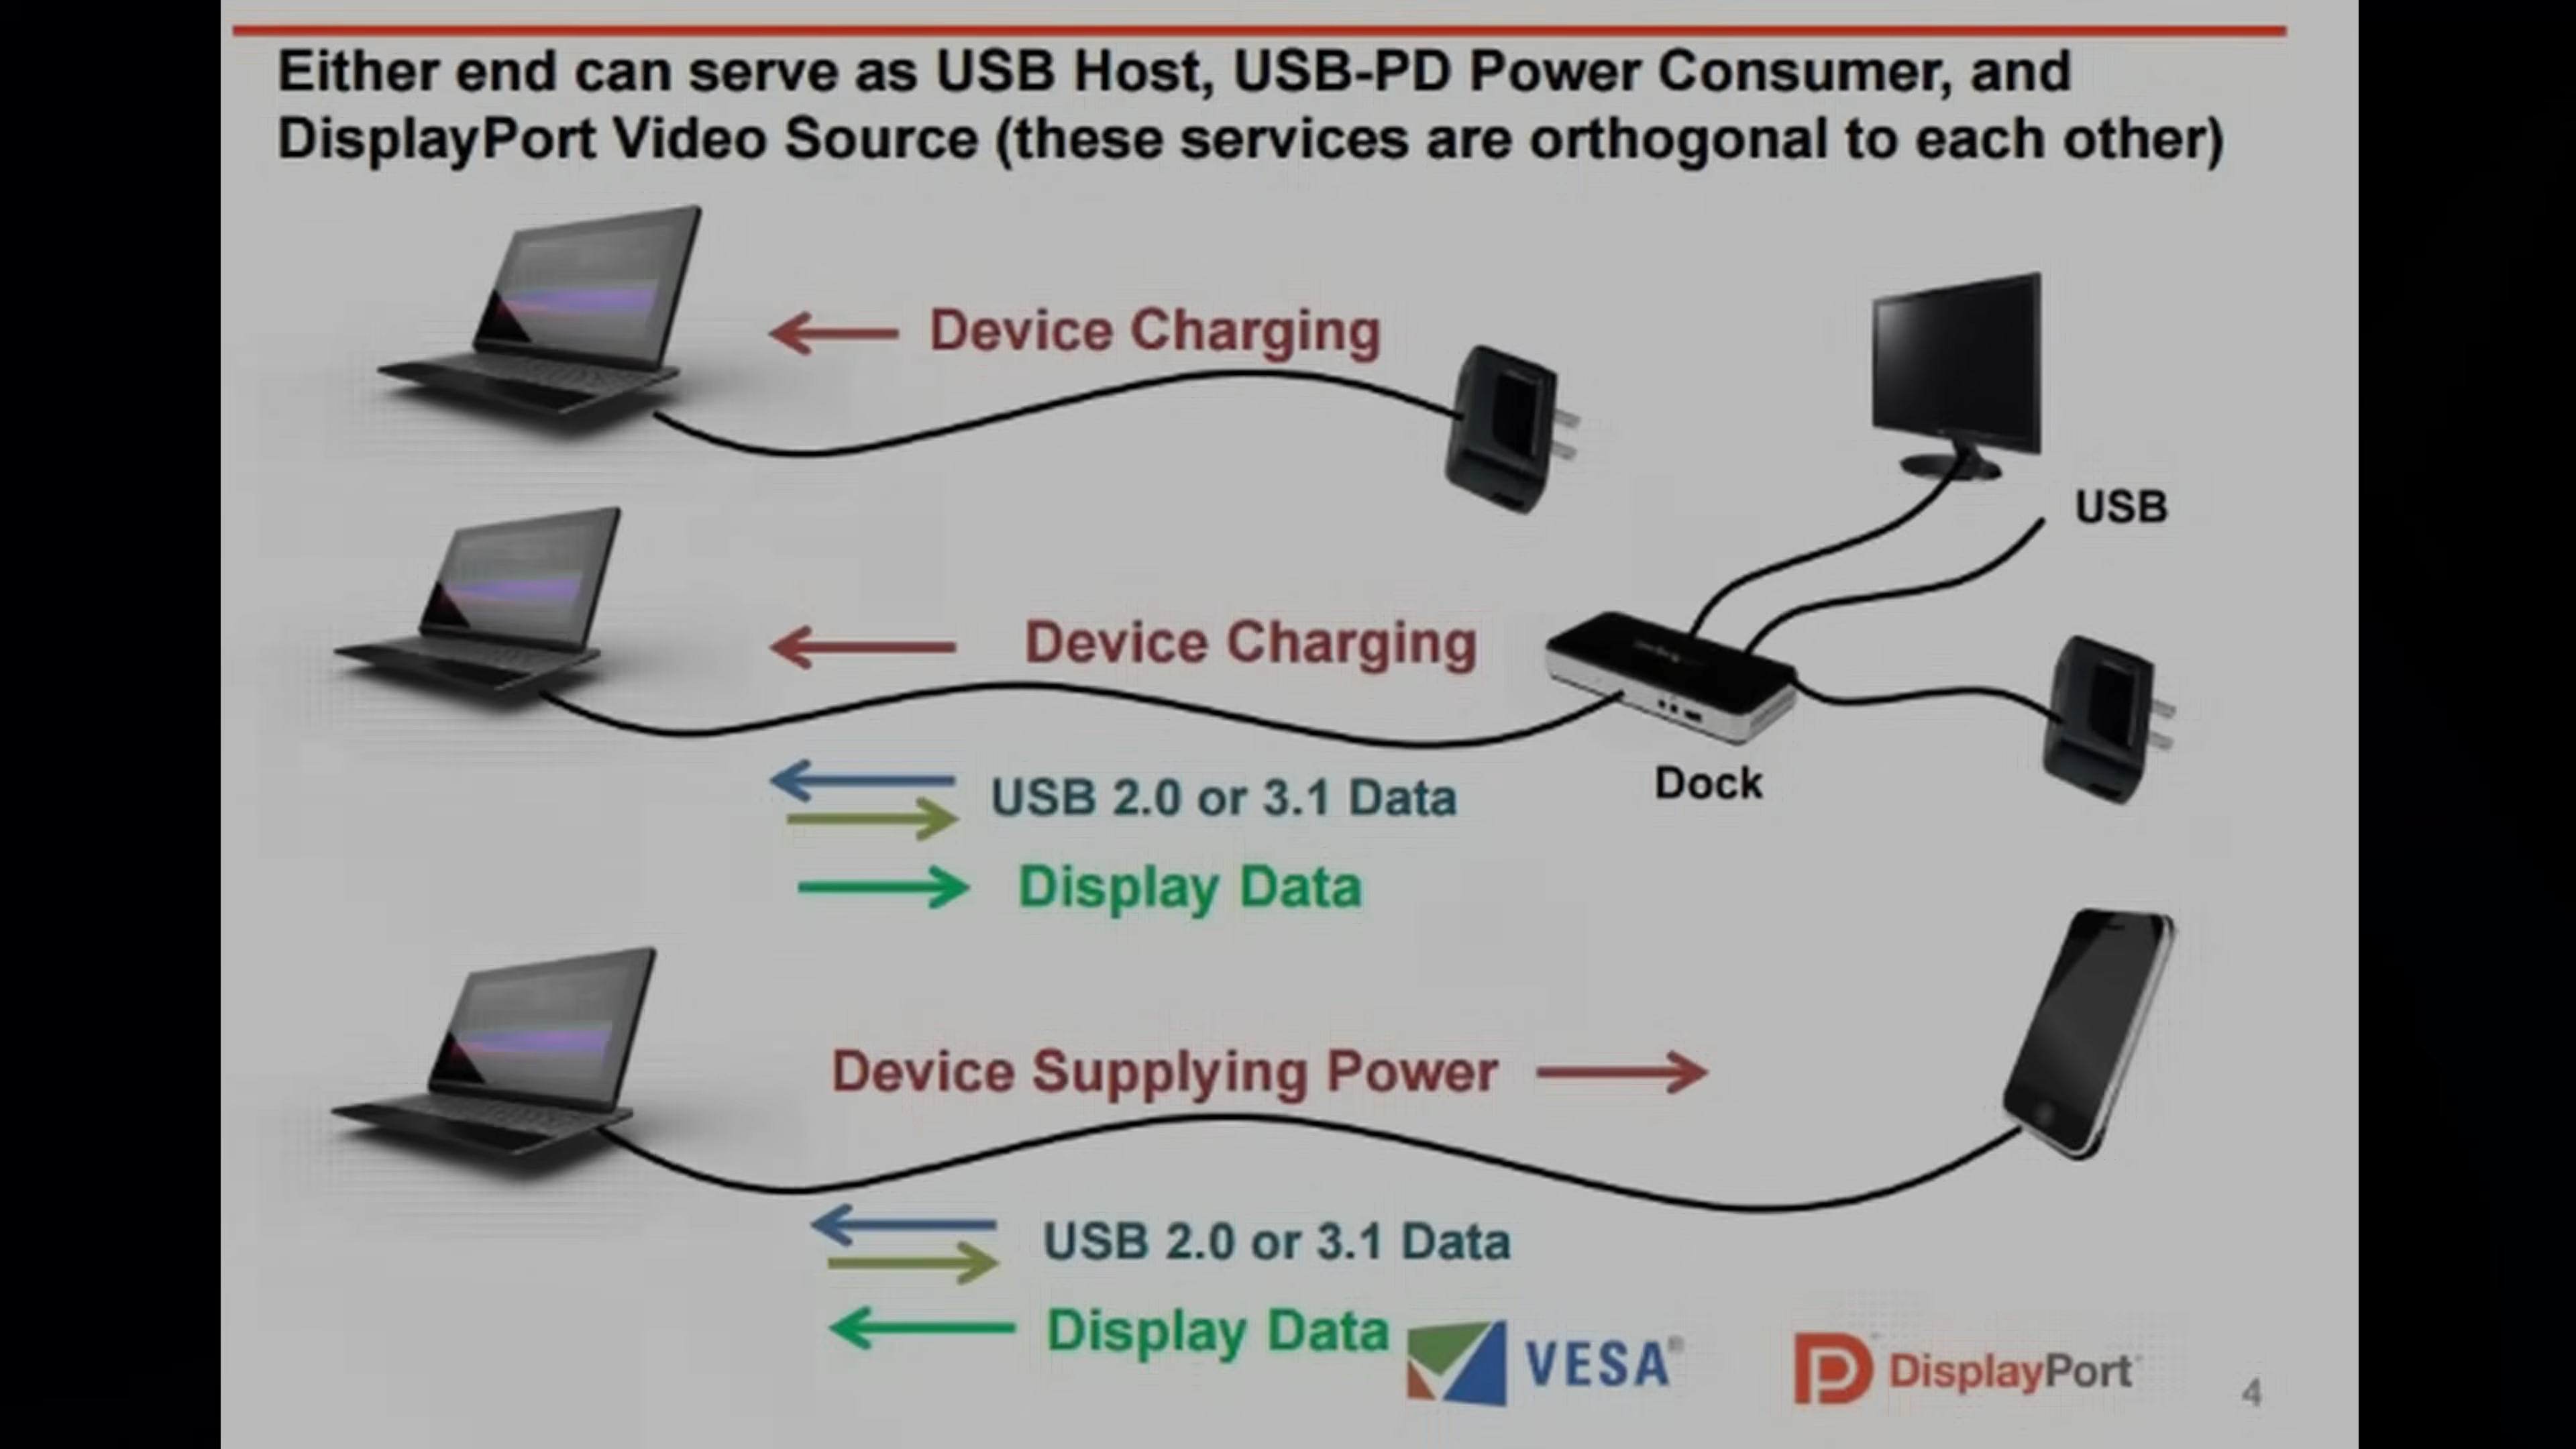 Either end can serve as USB Host, USB-PD Power Consumer, and
DisplayPort Video Source (these services are orthogonal to each other)
Device Charging
USB
Device Charging
Dock
USB 2.0 or 3.1 Data
Display Data
Device Supplying Power
USB 2.0 or 3.1 Data
Display Data
VESA®
DisplayPort
4